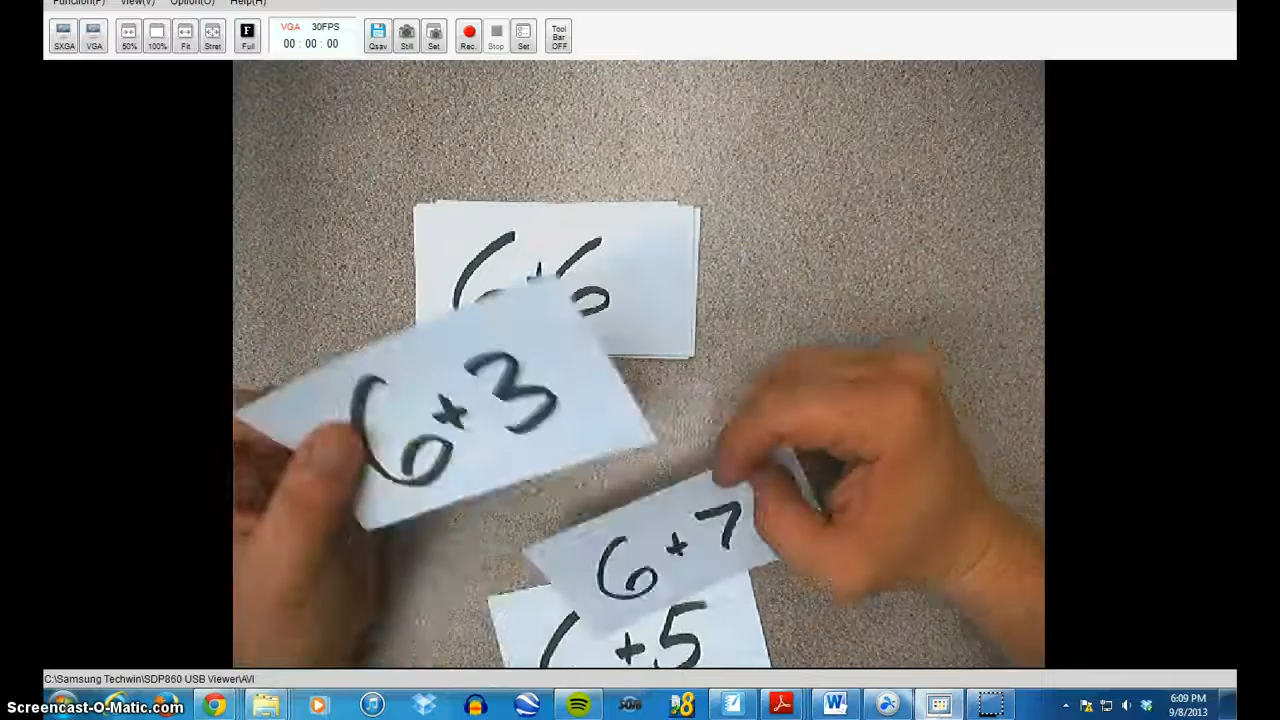 Function(F) View(V) Option(O) Help(H)
VGA 30FPS
00 : 00 : 00
SXGA VGA 50% 100% Fit Stret F Full Qsav Still Set Rec. Stop Set Tool Bar OFF
6+6
6+3
6+7
6+5
C:\Samsung Techwin\SDP860 USB Viewer\AVI
Screencast-O-Matic.com
6:09 PM
9/8/2013